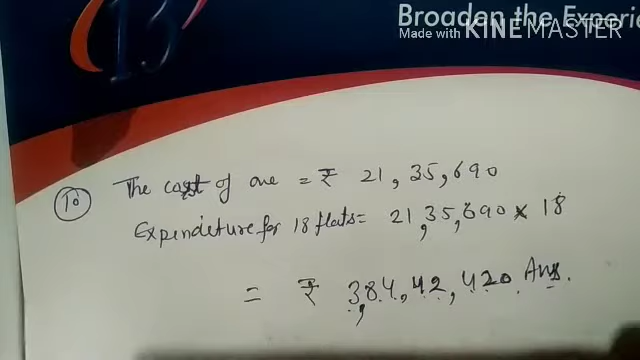 Broaden the Experie
Made with KINEMASTER
13
10 The cost of one = ₹ 21,35,690
Expenditure for 18 flats = 21,35,690 × 18
= ₹ 3,84,42,420 Ans.